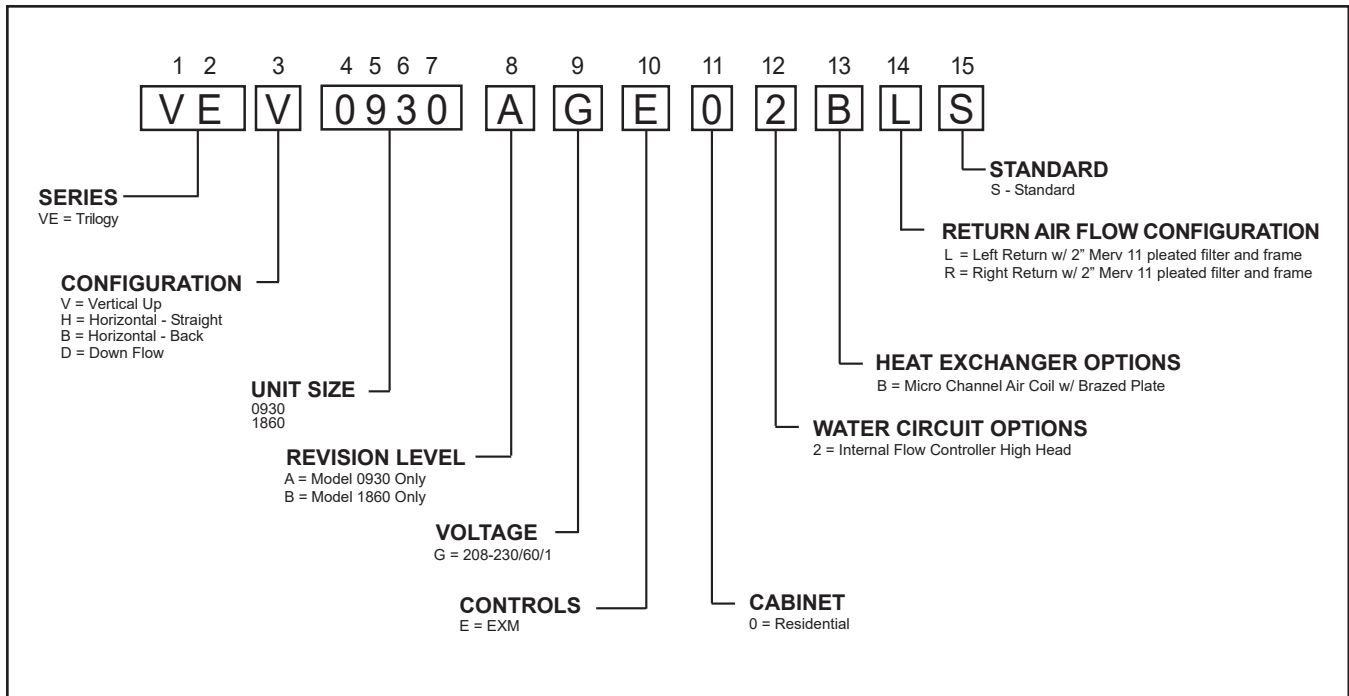 1 2 3 4 5 6 7 8 9 10 11 12 13 14 15
V E V 0 9 3 0 A G E 0 2 B L S
SERIES
VE = Trilogy
CONFIGURATION
V = Vertical Up
H = Horizontal - Straight
B = Horizontal - Back
D = Down Flow
UNIT SIZE
0930
1860
REVISION LEVEL
A = Model 0930 Only
B = Model 1860 Only
VOLTAGE
G = 208-230/60/1
CONTROLS
E = EXM
CABINET
0 = Residential
WATER CIRCUIT OPTIONS
2 = Internal Flow Controller High Head
HEAT EXCHANGER OPTIONS
B = Micro Channel Air Coil w/ Brazed Plate
RETURN AIR FLOW CONFIGURATION
L = Left Return w/ 2” Merv 11 pleated filter and frame
R = Right Return w/ 2” Merv 11 pleated filter and frame
STANDARD
S - Standard